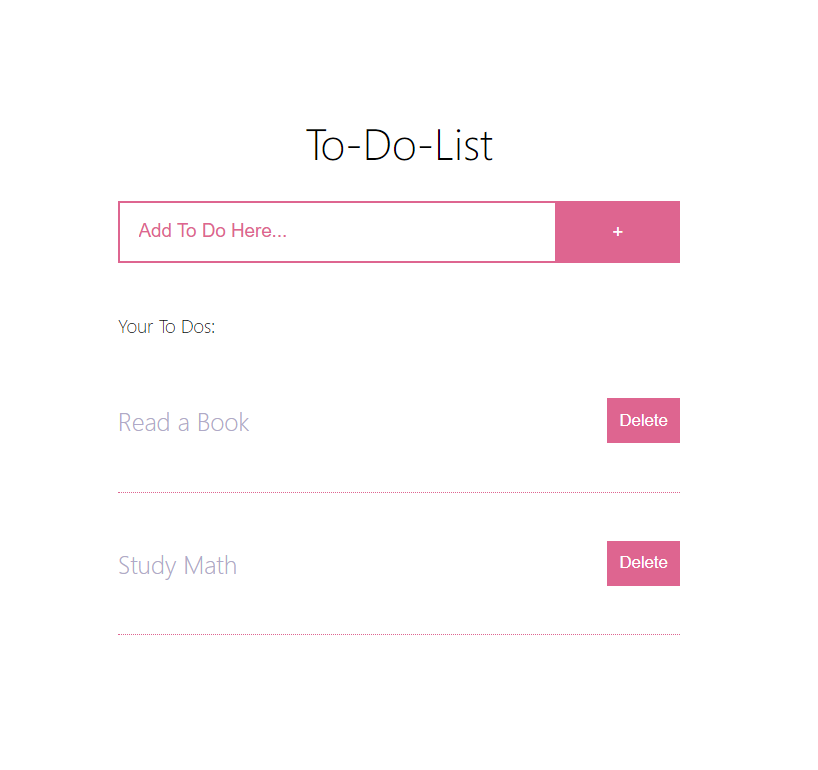 To-Do-List
Add To Do Here...
+
Your To Dos:
Read a Book
Delete
Study Math
Delete